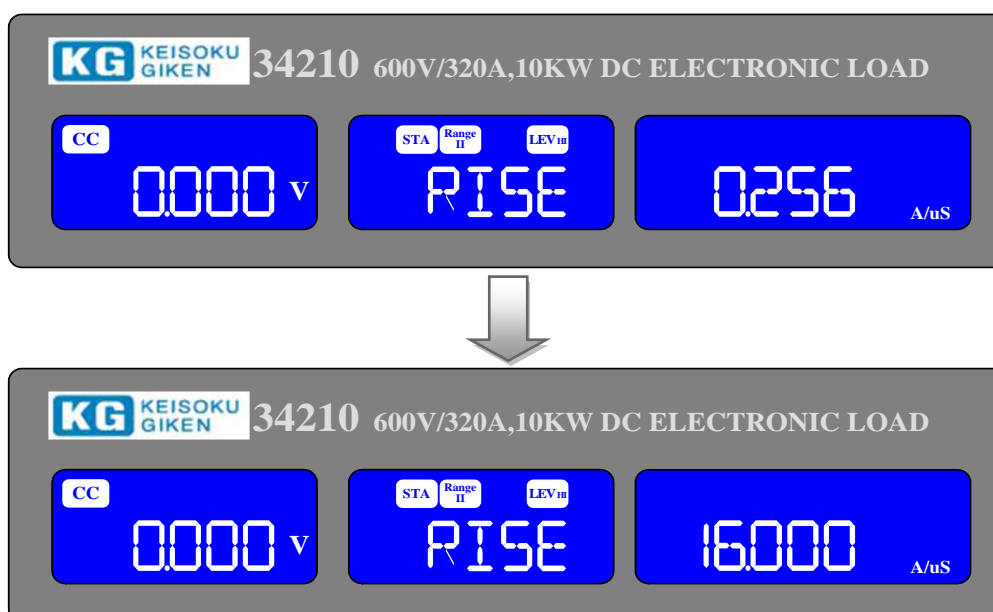 KG KEISOKU GIKEN 34210 600V/320A,10KW DC ELECTRONIC LOAD
CC STA Range II LEV HI
0.000 V RISE 0.256 A/uS
KG KEISOKU GIKEN 34210 600V/320A,10KW DC ELECTRONIC LOAD
CC STA Range II LEV HI
0.000 V RISE 16.000 A/uS